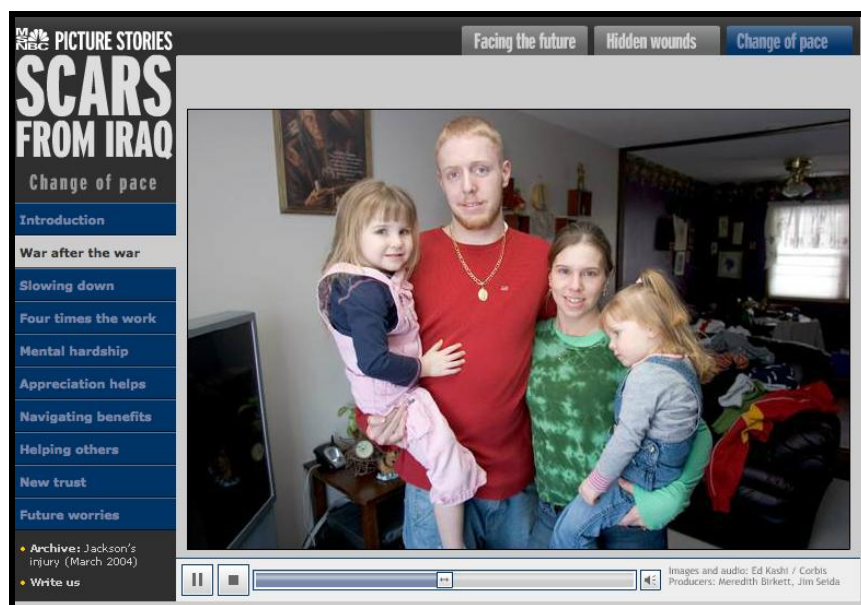 MSNBC PICTURE STORIES
SCARS
FROM IRAQ
Change of pace
Facing the future
Hidden wounds
Change of pace
Introduction
War after the war
Slowing down
Four times the work
Mental hardship
Appreciation helps
Navigating benefits
Helping others
New trust
Future worries
• Archive: Jackson's
injury (March 2004)
• Write us
Images and audio: Ed Kashi / Corbis
Producers: Meredith Birkett, Jim Seida